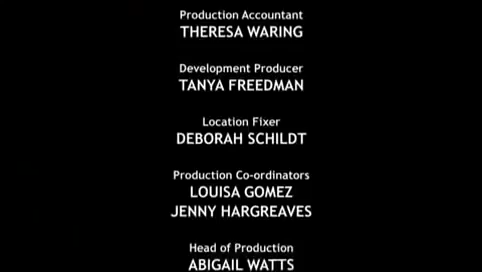 Production Accountant
THERESA WARING
Development Producer
TANYA FREEDMAN
Location Fixer
DEBORAH SCHILDT
Production Co-ordinators
LOUISA GOMEZ
JENNY HARGREAVES
Head of Production
ABIGAIL WATTS